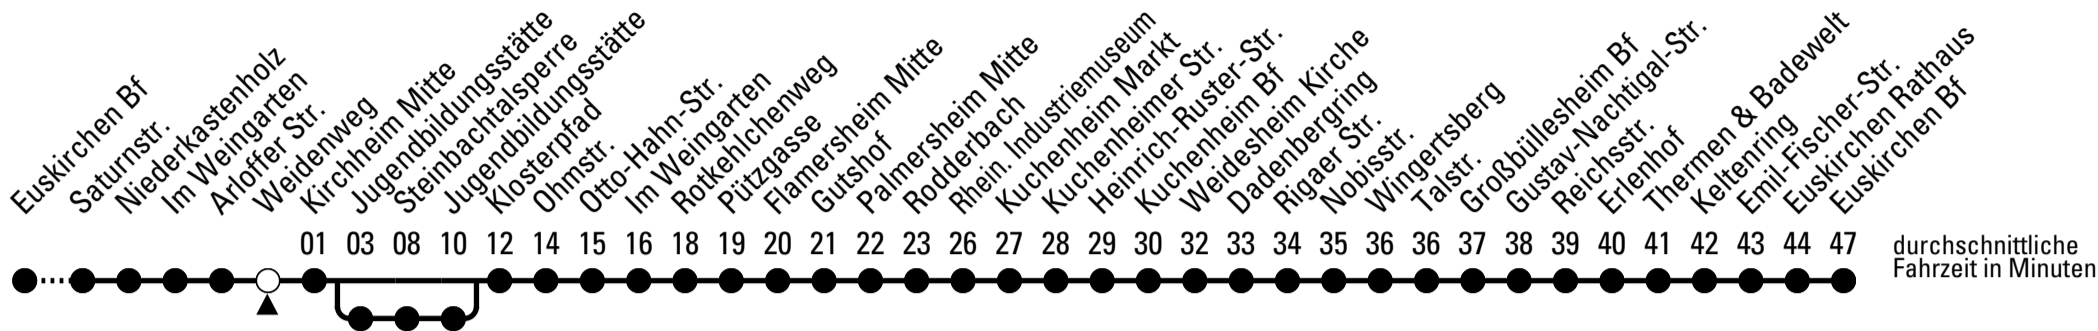 Euskirchen Bf
Saturnstr.
Niederkastenholz
Im Weingarten
Arloffer Str.
Weidenweg
Kirchheim Mitte
Jugendbildungsstätte
Steinbachtalsperre
Jugendbildungsstätte
Klosterpfad
Ohmstr.
Otto-Hahn-Str.
Im Weingarten
Rotkehlchenweg
Pützgasse
Flamersheim Mitte
Gutshof
Palmersheim Mitte
Rodderbach
Rhein. Industriemuseum
Kuchenheim Markt
Kuchenheimer Str.
Heinrich-Ruster-Str.
Kuchenheim Bf
Weidesheim Kirche
Dadenbergring
Rigaer Str.
Nobisstr.
Wingertsberg
Talstr.
Großbüllesheim Bf
Gustav-Nachtigal-Str.
Reichsstr.
Erlenhof
Thermen & Badewelt
Keltenring
Emil-Fischer-Str.
Euskirchen Rathaus
Euskirchen Bf
01 03 08 10 12 14 15 16 18 19 20 21 22 23 26 27 28 29 30 32 33 34 35 36 36 37 38 39 40 41 42 43 44 47
durchschnittliche
Fahrzeit in Minuten